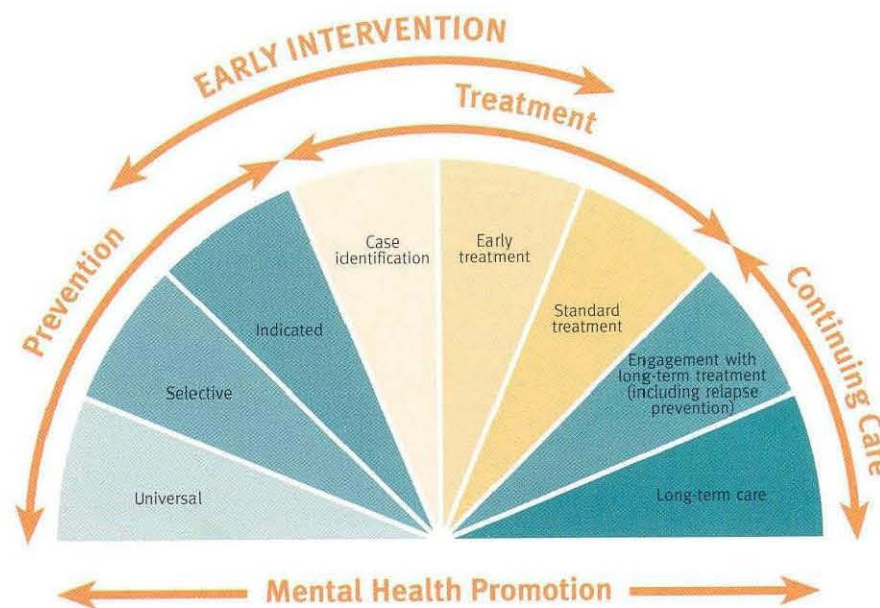 EARLY INTERVENTION
Treatment
Prevention
Continuing Care
Case
identification
Early
treatment
Indicated
Standard
treatment
Selective
Engagement with
long-term treatment
(including relapse
prevention)
Universal
Long-term care
Mental Health Promotion